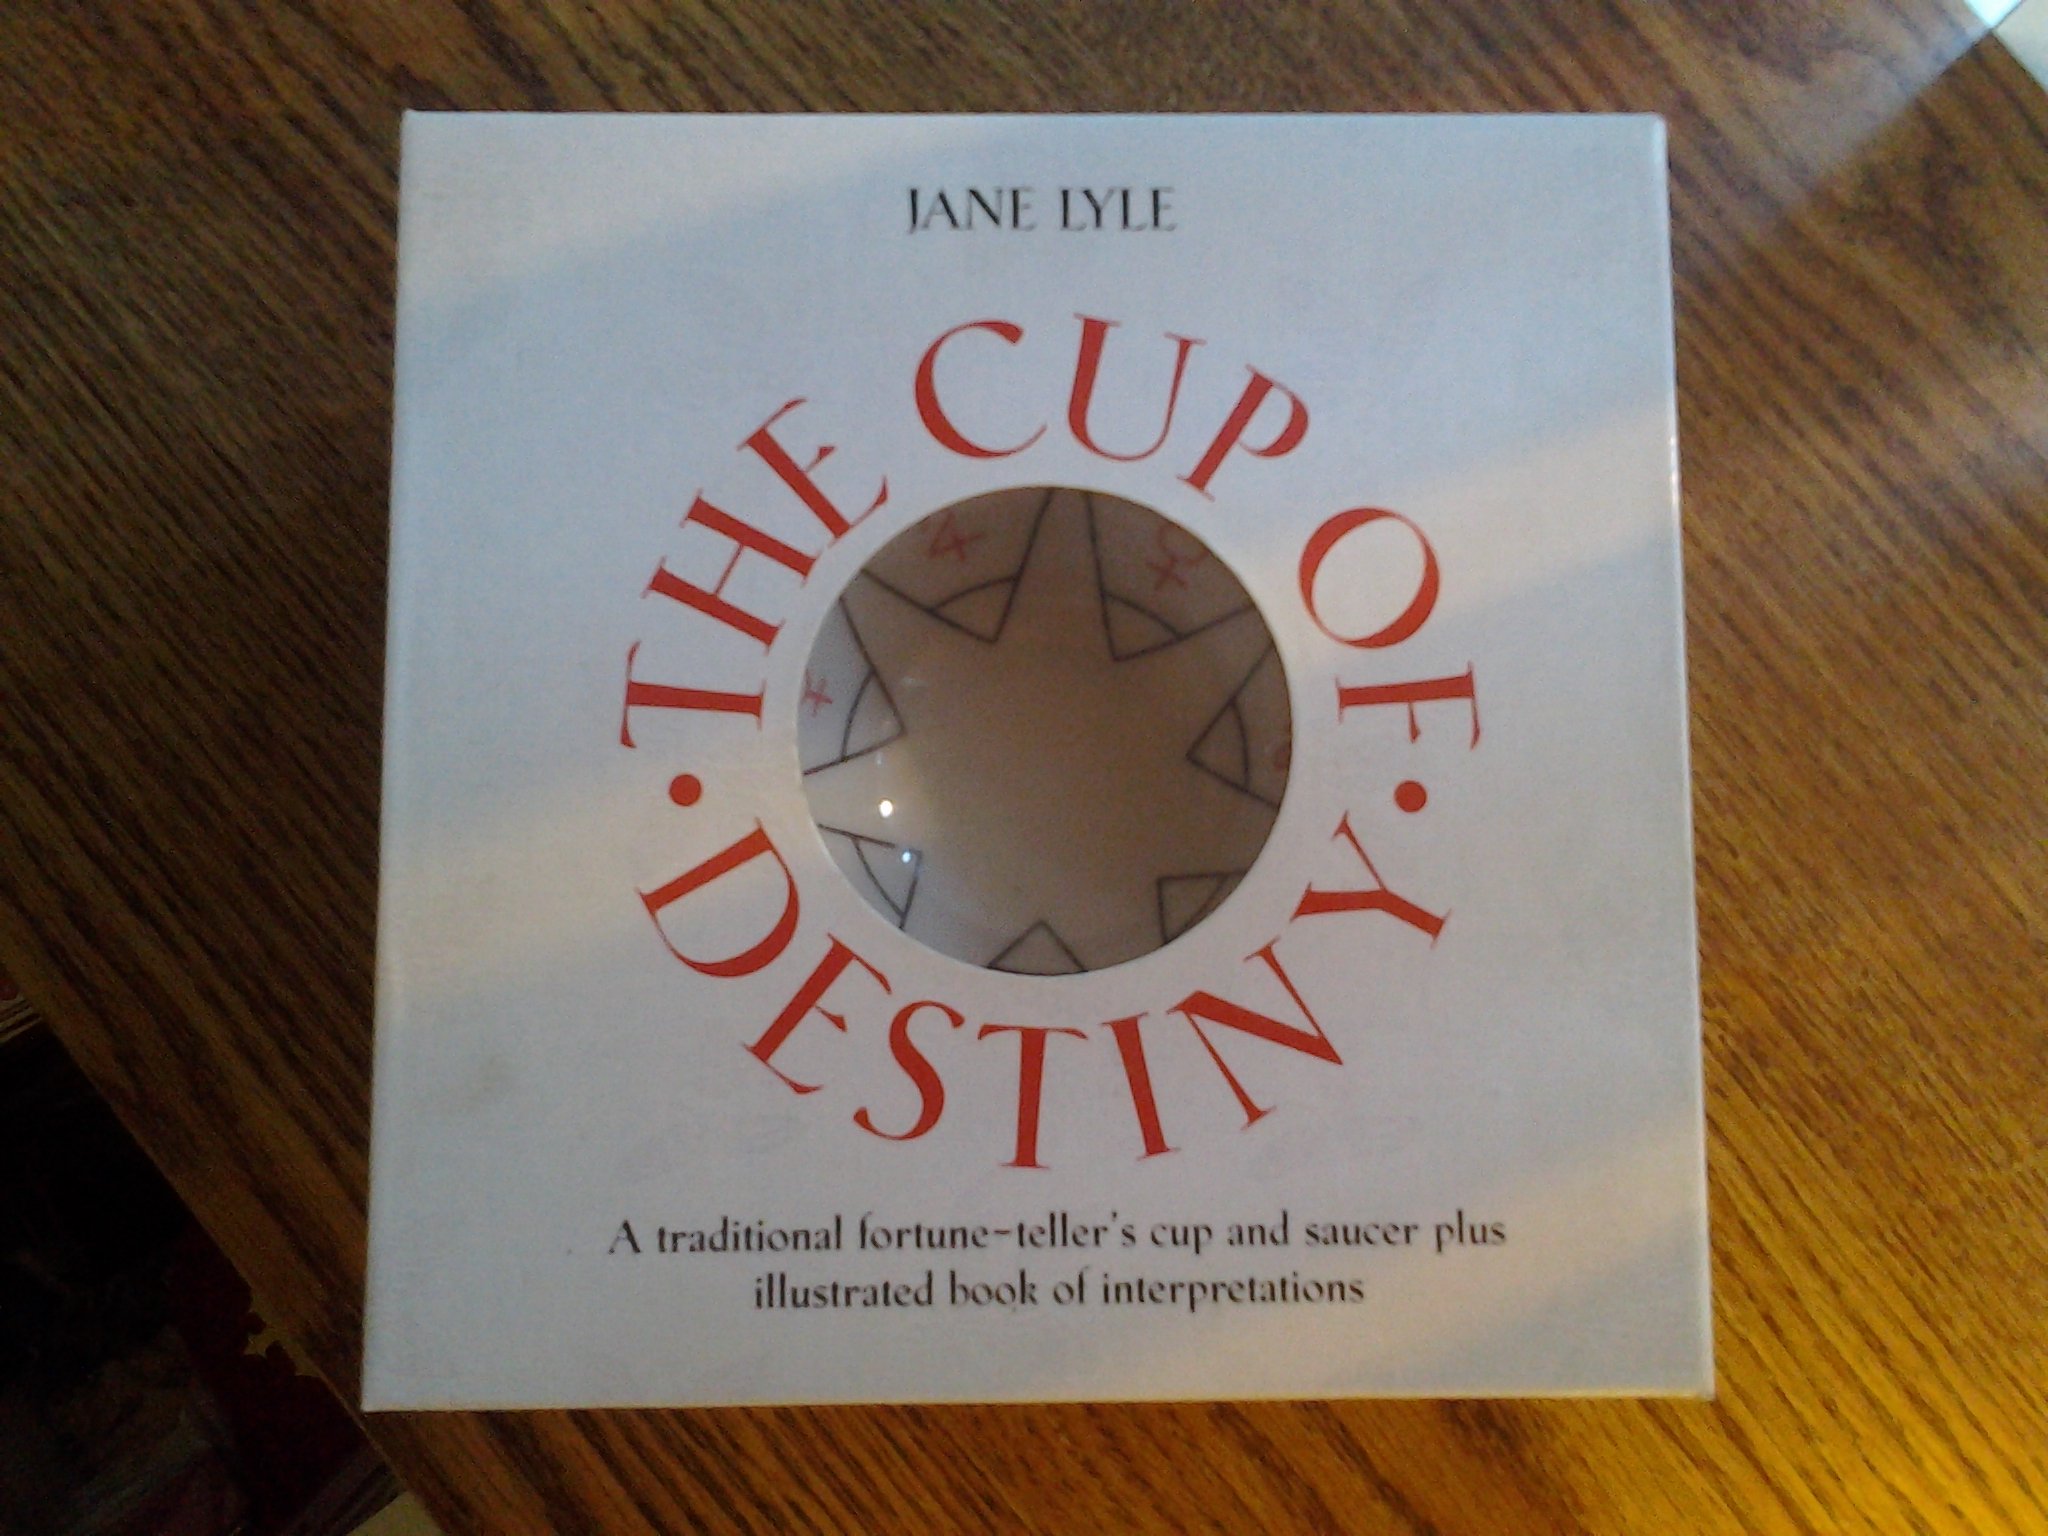 JANE LYLE
THE CUP OF
· DESTINY ·
A traditional fortune-teller's cup and saucer plus
illustrated book of interpretations